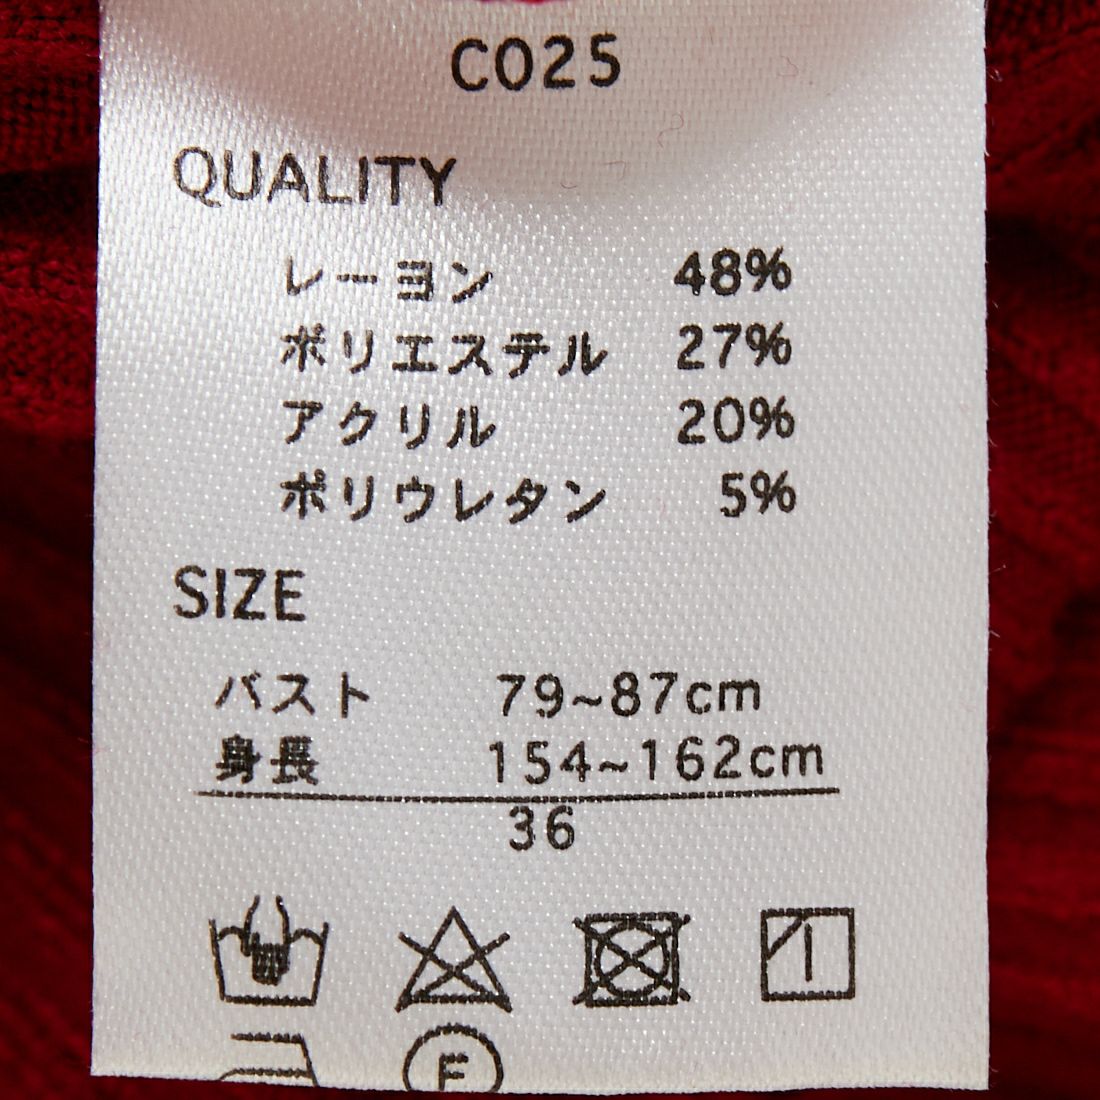 C025
QUALITY
レーヨン 48%
ポリエステル 27%
アクリル 20%
ポリウレタン 5%
SIZE
バスト 79~87cm
身長 154~162cm
36
F